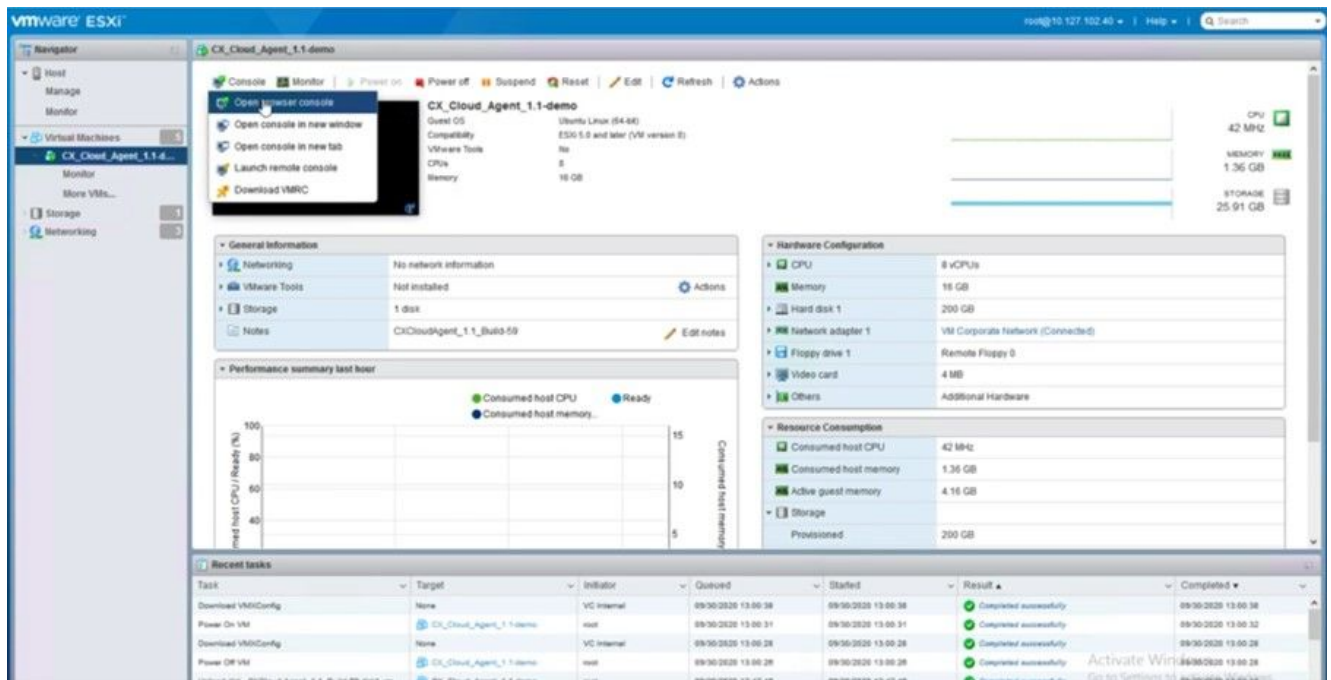 vmware ESXi
root@10.127.102.40 | Help | Search
Navigator
Host
Manage
Monitor
Virtual Machines
CX_Cloud_Agent_1.1-d...
Monitor
More VMs...
Storage 1
Networking 3
CX_Cloud_Agent_1.1-demo
Console Monitor | Power on Power off Suspend Reset | Edit | Refresh | Actions
Open browser console
Open console in new window
Open console in new tab
Launch remote console
Download VMRC
CX_Cloud_Agent_1.1-demo
Guest OS Ubuntu Linux (64-bit)
Compatibility ESXi 5.0 and later (VM version 8)
VMware Tools No
CPUs 8
Memory 16 GB
CPU
42 MHz
MEMORY
1.36 GB
STORAGE
25.91 GB
General Information
Networking No network information
VMware Tools Not installed Actions
Storage 1 disk
Notes CXCloudAgent_1.1_Build-59 Edit notes
Performance summary last hour
Consumed host CPU Ready
Consumed host memory...
100
80
60
40
med host CPU / Ready (%)
15
10
5
Consumed host memory
Hardware Configuration
CPU 8 vCPUs
Memory 16 GB
Hard disk 1 200 GB
Network adapter 1 VM Corporate Network (Connected)
Floppy drive 1 Remote Floppy 0
Video card 4 MB
Others Additional Hardware
Resource Consumption
Consumed host CPU 42 MHz
Consumed host memory 1.36 GB
Active guest memory 4.16 GB
Storage
Provisioned 200 GB
Recent tasks
Task Target Initiator Queued Started Result Completed
Download VMXConfig None VC Internal 09/30/2020 13:00:38 09/30/2020 13:00:38 Completed successfully 09/30/2020 13:00:38
Power On VM CX_Cloud_Agent_1.1-demo root 09/30/2020 13:00:31 09/30/2020 13:00:31 Completed successfully 09/30/2020 13:00:32
Download VMXConfig None VC Internal 09/30/2020 13:00:28 09/30/2020 13:00:28 Completed successfully 09/30/2020 13:00:28
Power Off VM CX_Cloud_Agent_1.1-demo root 09/30/2020 13:00:28 09/30/2020 13:00:28 Completed successfully 09/30/2020 13:00:28
Activate Windows